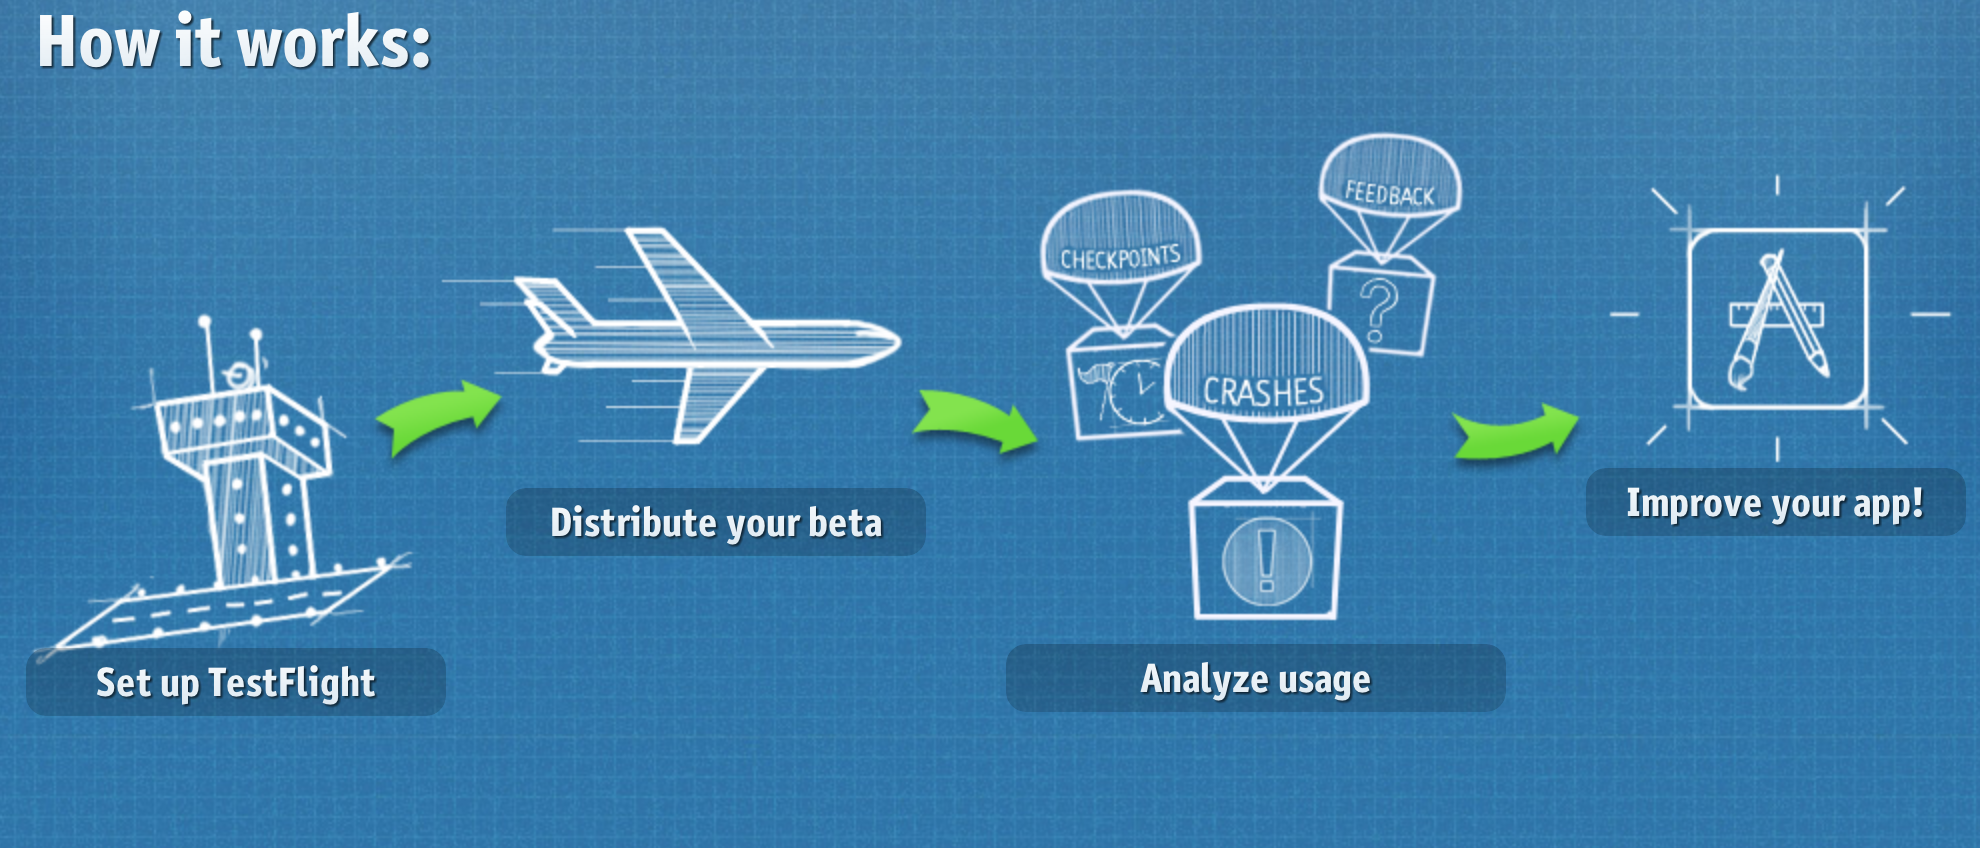 How it works:
FEEDBACK
CHECKPOINTS
?
CRASHES
!
Improve your app!
Distribute your beta
Analyze usage
Set up TestFlight